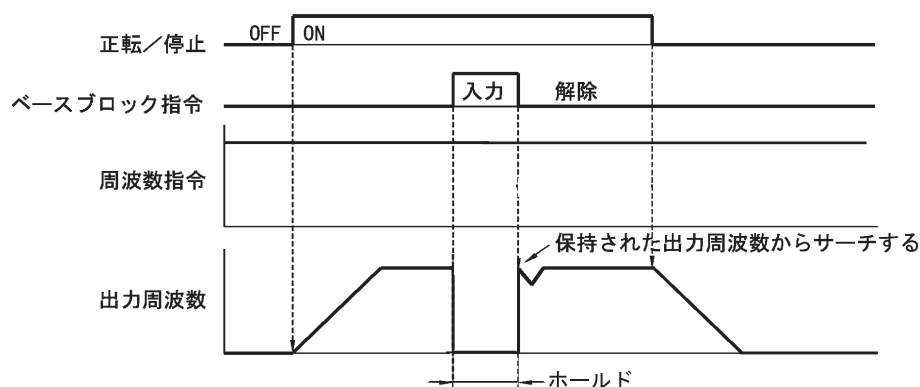 正転／停止
OFF
ON
ベースブロック指令
入力
解除
周波数指令
保持された出力周波数からサーチする
出力周波数
ホールド